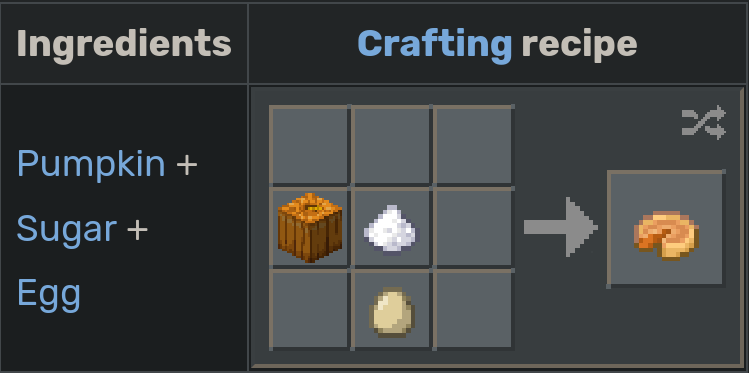 Ingredients
Crafting recipe
Pumpkin +
Sugar +
Egg